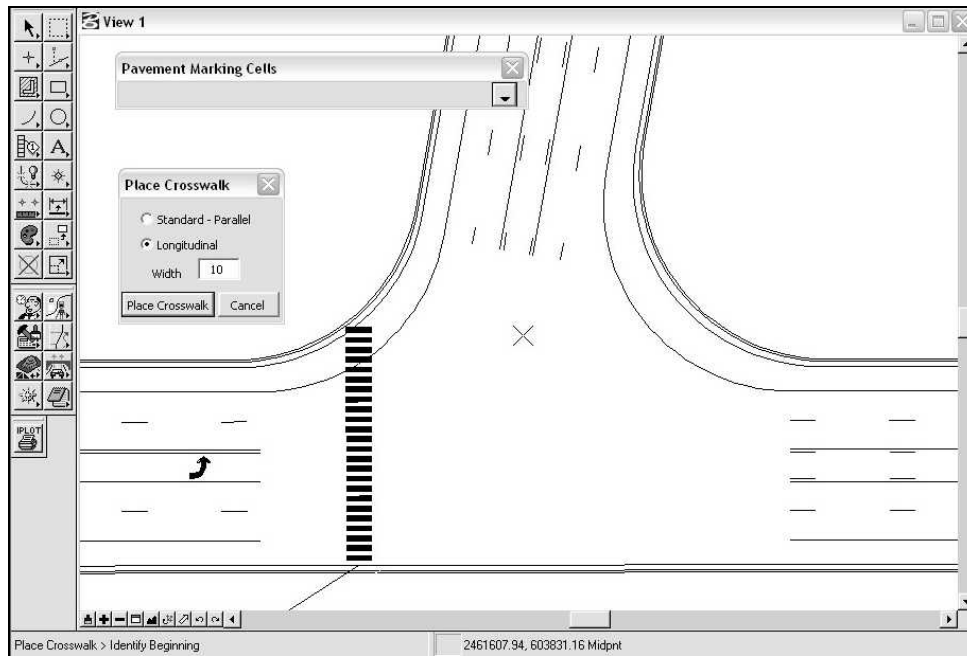 View 1
Pavement Marking Cells
Place Crosswalk
Standard - Parallel
Longitudinal
Width 10
Place Crosswalk Cancel
A
IPLOT
Place Crosswalk > Identify Beginning 2461607.94, 603831.16 Midpnt